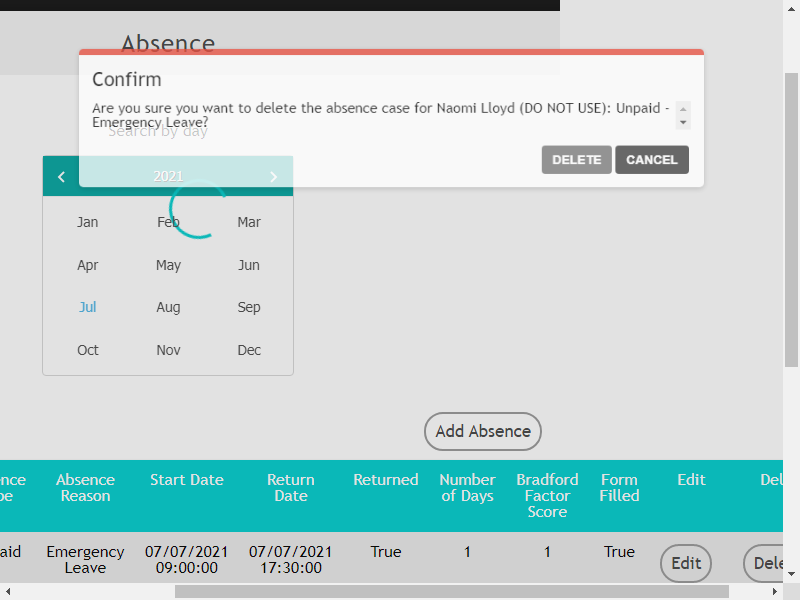 Absence
Confirm
Are you sure you want to delete the absence case for Naomi Lloyd (DO NOT USE): Unpaid -
Emergency Leave?
Search by day
DELETE CANCEL
2021
Jan Feb Mar
Apr May Jun
Jul Aug Sep
Oct Nov Dec
Add Absence
nce Absence Start Date Return Returned Number Bradford Form Edit Del
pe Reason Date of Days Factor Filled
Score
aid Emergency 07/07/2021 07/07/2021 True 1 1 True Edit Dele
Leave 09:00:00 17:30:00